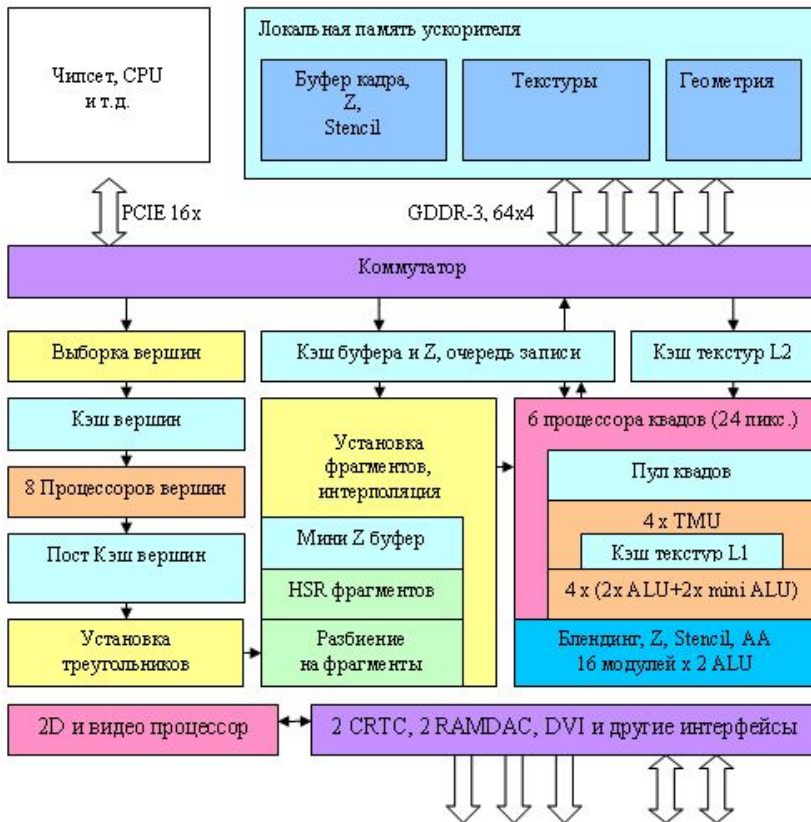 Чипсет, CPU
и т.д.
Локальная память ускорителя
Буфер кадра,
Z,
Stencil
Текстуры
Геометрия
PCIE 16x
GDDR-3, 64x4
Коммутатор
Выборка вершин
Кэш буфера и Z, очередь записи
Кэш текстур L2
Кэш вершин
8 Процессоров вершин
Пост Кэш вершин
Установка
треугольников
Установка
фрагментов,
интерполяция
Мини Z буфер
HSR фрагментов
Разбиение
на фрагменты
6 процессора квадов (24 пикс.)
Пул квадов
4 x TMU
Кэш текстур L1
4 x (2x ALU+2x mini ALU)
Блендинг, Z, Stencil, AA
16 модулей x 2 ALU
2D и видео процессор
2 CRTC, 2 RAMDAC, DVI и другие интерфейсы